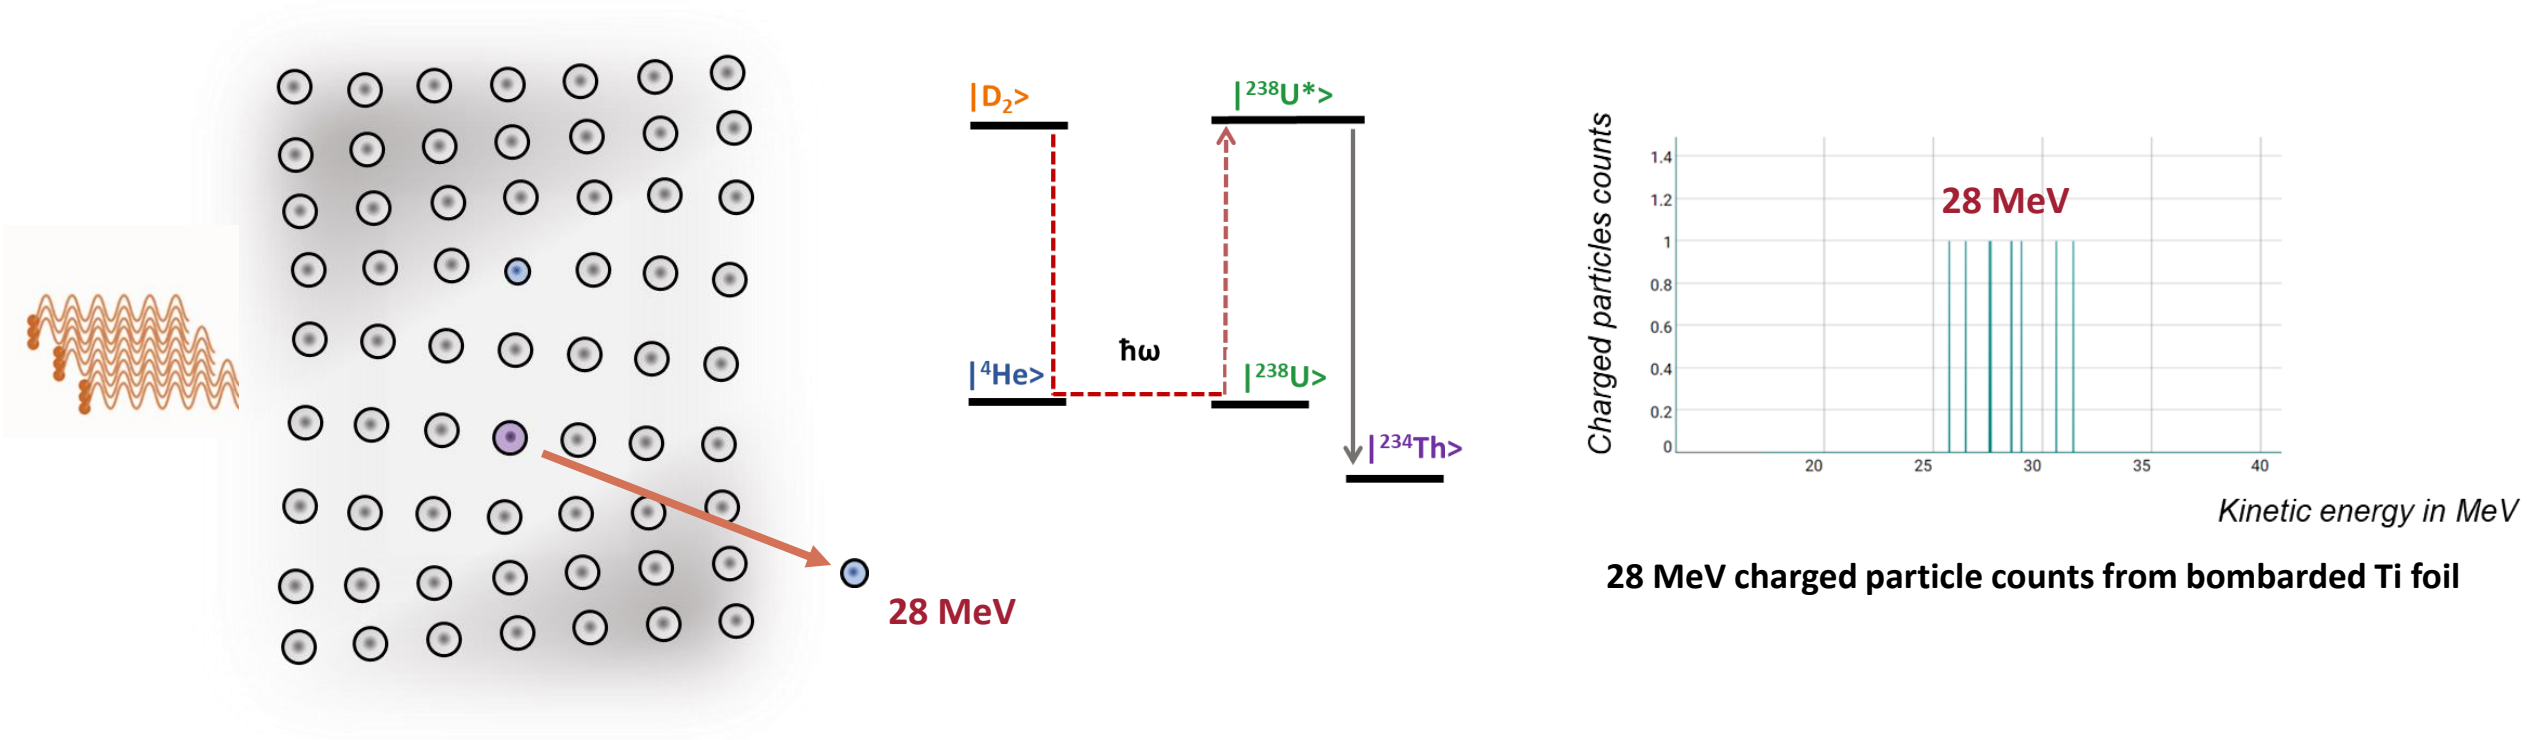 |D₂>
|²³⁸U*>
|⁴He>
ħω
|²³⁸U>
|²³⁴Th>
28 MeV
Charged particles counts
1.4
1.2
1
0.8
0.6
0.4
0.2
0
28 MeV
20 25 30 35 40
Kinetic energy in MeV
28 MeV charged particle counts from bombarded Ti foil